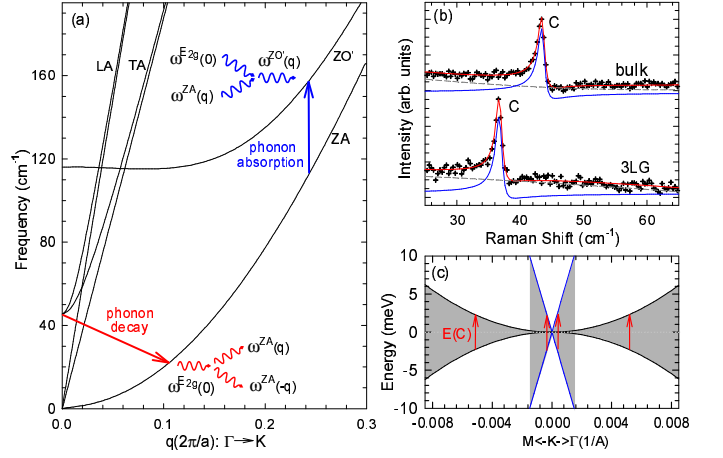 (a)
LA
TA
ω^E2g(0)
ω^ZO'(q)
ω^ZA(q)
ZO'
ZA
phonon
absorption
phonon
decay
ω^ZA(q)
ω^E2g(0)
ω^ZA(-q)
Frequency (cm⁻¹)
0
40
80
120
160
0.0
0.1
0.2
0.3
q(2π/a): Γ→K
(b)
C
bulk
C
3LG
Intensity (arb. units)
30
40
50
60
Raman Shift (cm⁻¹)
(c)
E(C)
Energy (meV)
10
5
0
-5
-10
-0.008
-0.004
0.000
0.004
0.008
M<-K->Γ(1/A)